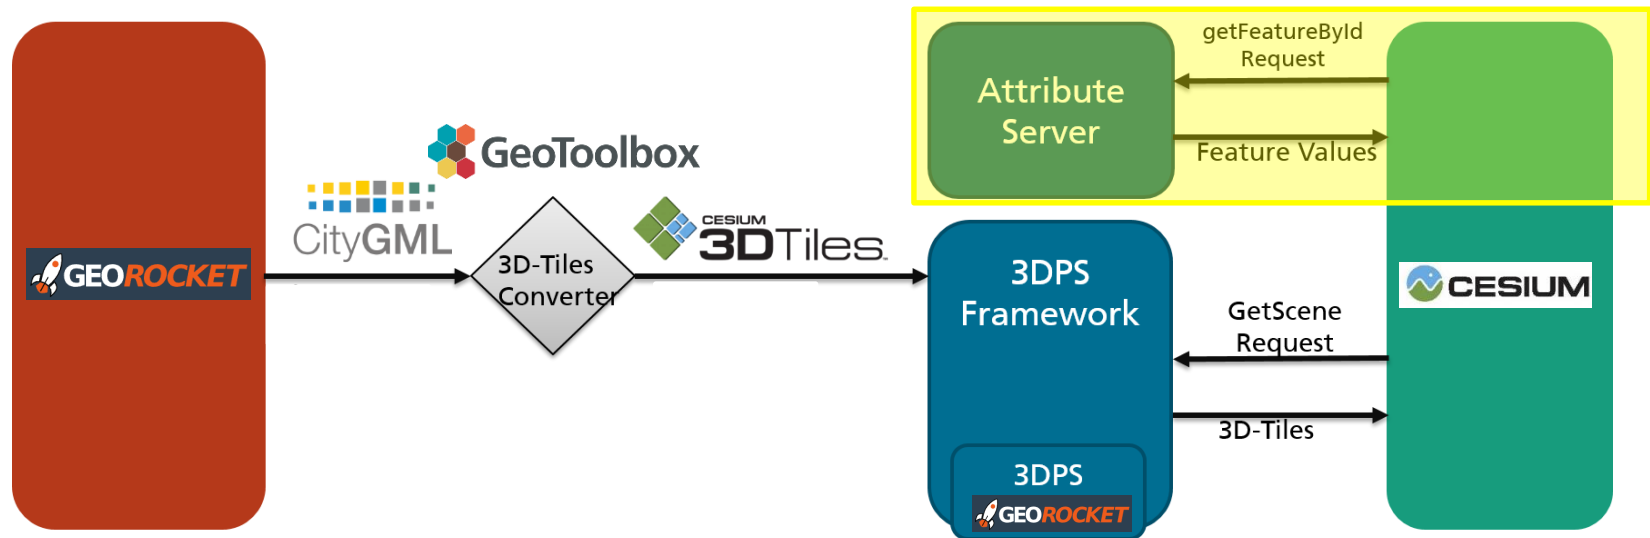 GEOROCKET
CityGML
GeoToolbox
3D-Tiles
Converter
CESIUM
3DTiles
Attribute
Server
getFeatureById
Request
Feature Values
3DPS
Framework
GetScene
Request
3D-Tiles
3DPS
GEOROCKET
CESIUM